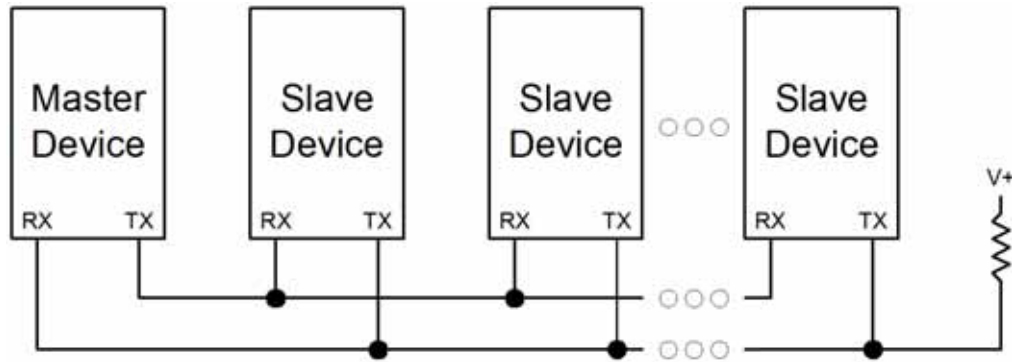 Master
Device
Slave
Device
Slave
Device
Slave
Device
RX TX
RX TX
RX TX
RX TX
V+